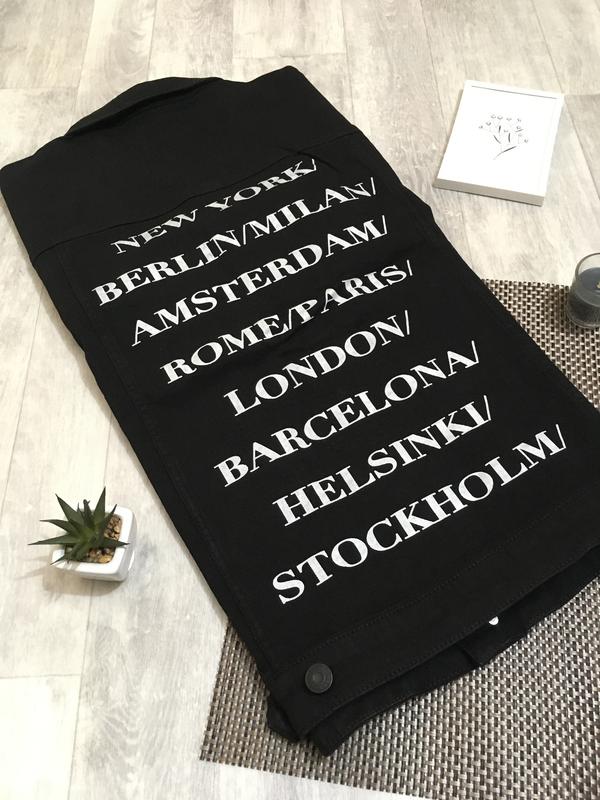 NEW YORK/
BERLIN/MILAN/
AMSTERDAM/
ROME/PARIS/
LONDON/
BARCELONA/
HELSINKI/
STOCKHOLM/